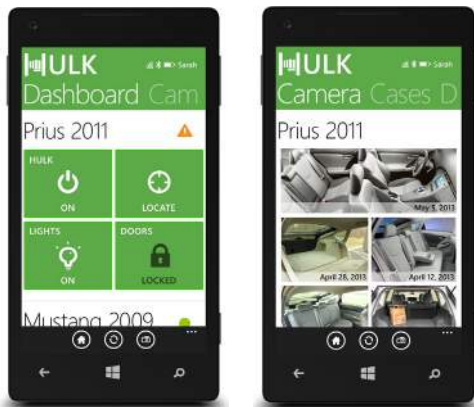 HULK
Sarah
Dashboard Cam
Prius 2011
HULK
ON
LOCATE
LIGHTS
ON
DOORS
LOCKED
Mustang 2009
HULK
Sarah
Camera Cases D
Prius 2011
May 5, 2013
April 28, 2013
April 12, 2013